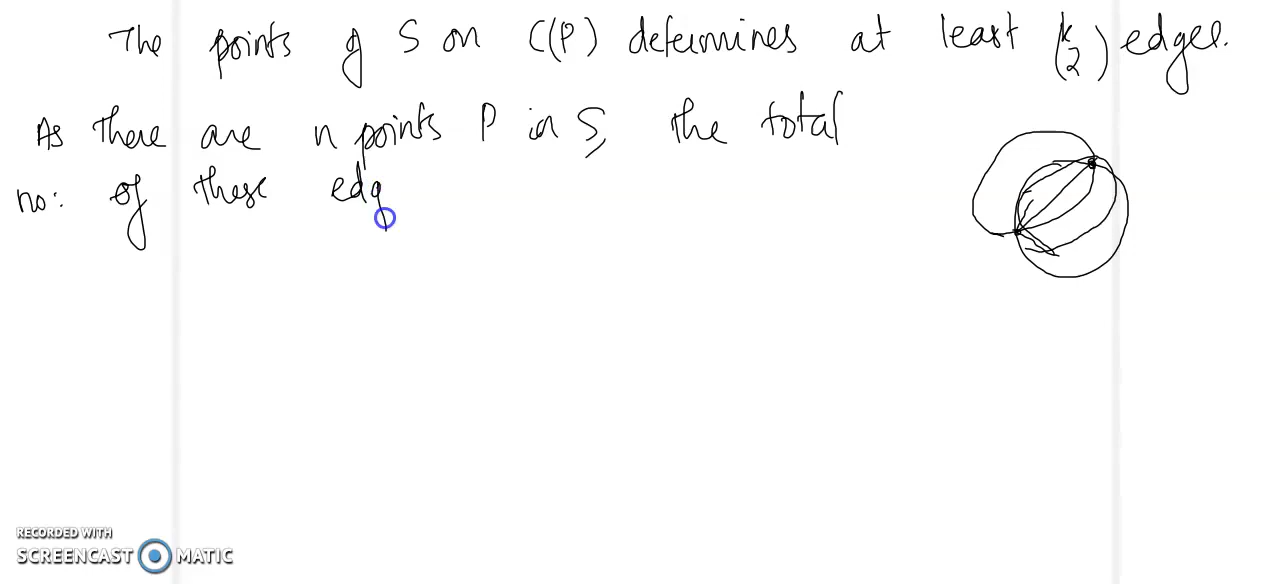 The points of S on C(P) determines at least (k 2) edges.
As there are n points P in S, the total
no: of these edg
RECORDED WITH
SCREENCAST MATIC